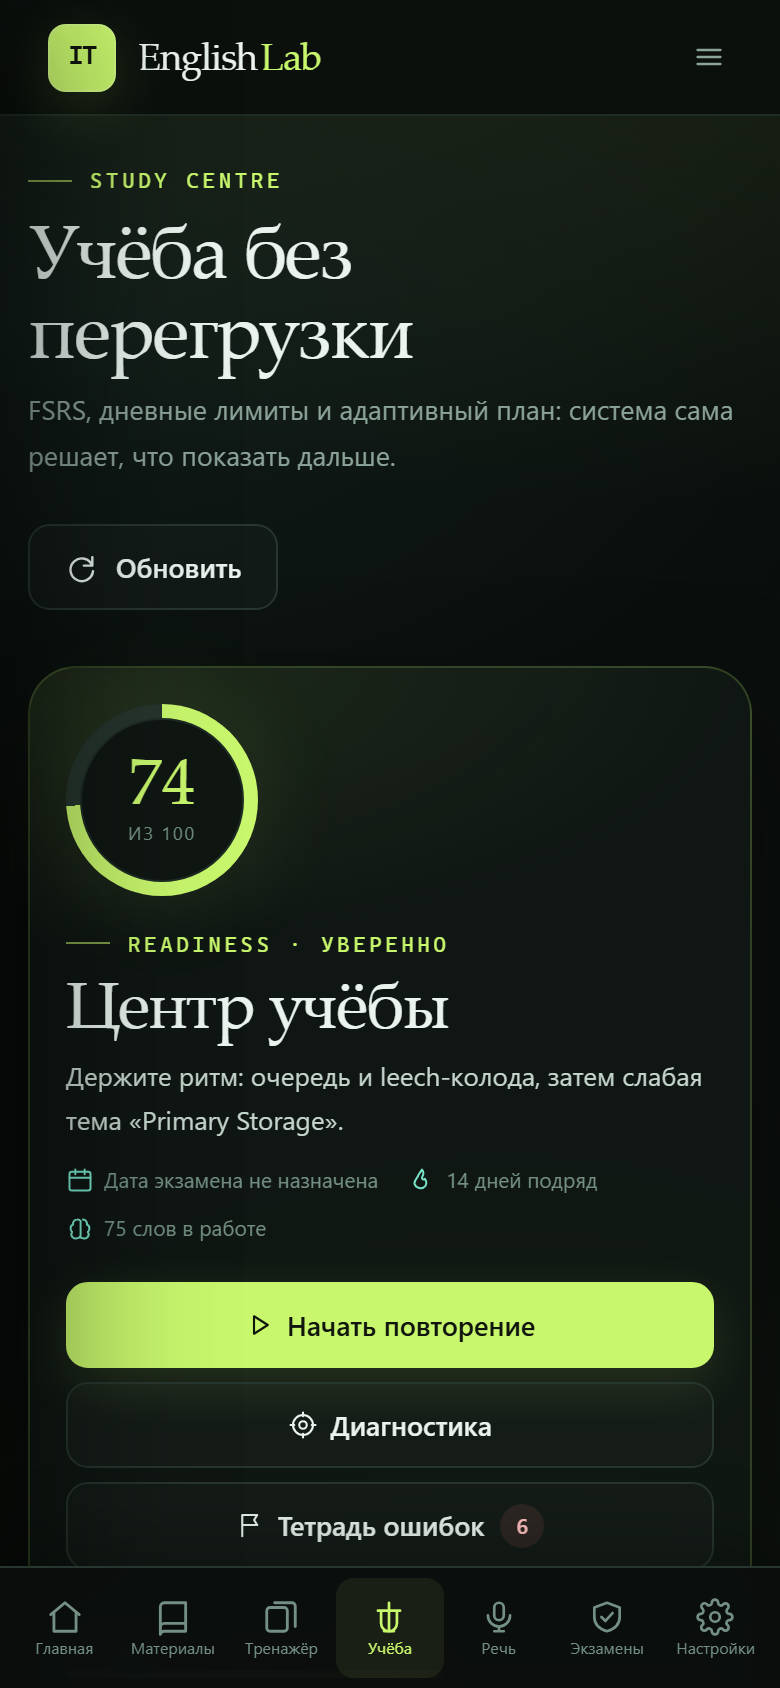 IT English Lab
STUDY CENTRE
Учёба без
перегрузки
FSRS, дневные лимиты и адаптивный план: система сама
решает, что показать дальше.
Обновить
74
ИЗ 100
READINESS · УВЕРЕННО
Центр учёбы
Держите ритм: очередь и leech-колода, затем слабая
тема «Primary Storage».
Дата экзамена не назначена 14 дней подряд
75 слов в работе
Начать повторение
Диагностика
Тетрадь ошибок 6
Главная Материалы Тренажёр Учёба Речь Экзамены Настройки